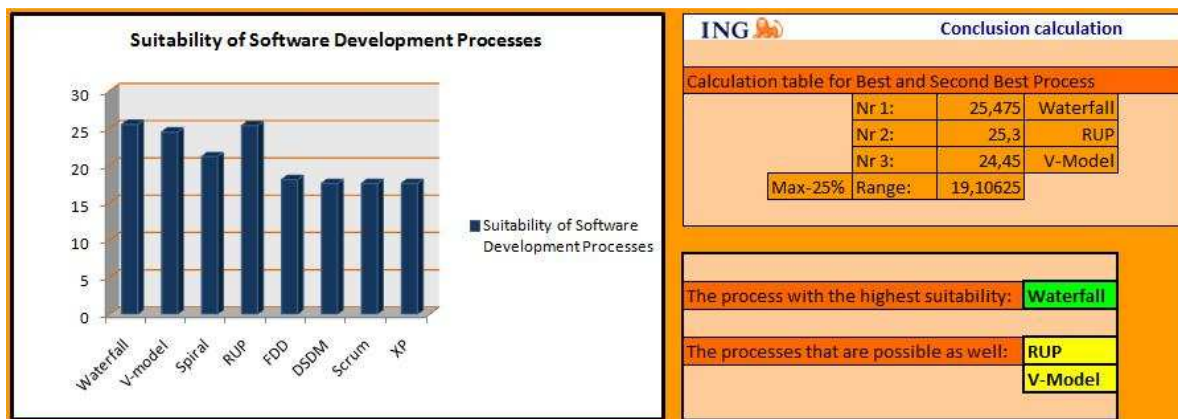 Suitability of Software Development Processes
30
25
20
15
10
5
0
Waterfall
V-model
Spiral
RUP
FDD
DSDM
Scrum
XP
Suitability of Software
Development Processes
ING Conclusion calculation
Calculation table for Best and Second Best Process
Nr 1: 25,475 Waterfall
Nr 2: 25,3 RUP
Nr 3: 24,45 V-Model
Max-25% Range: 19,10625
The process with the highest suitability: Waterfall
The processes that are possible as well: RUP
V-Model